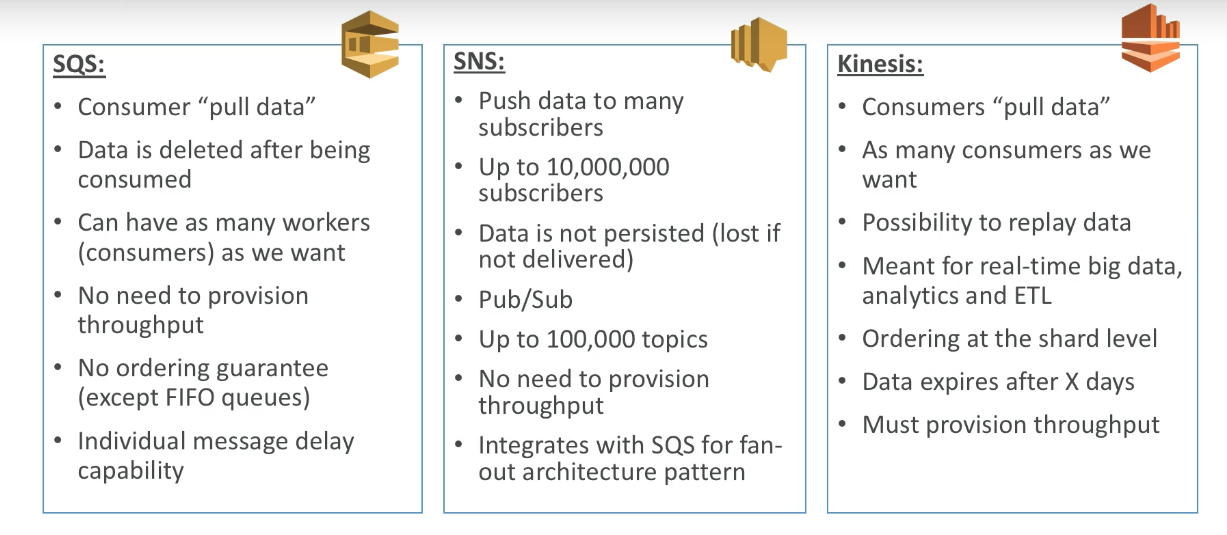 SQS:
• Consumer “pull data”
• Data is deleted after being
consumed
• Can have as many workers
(consumers) as we want
• No need to provision
throughput
• No ordering guarantee
(except FIFO queues)
• Individual message delay
capability
SNS:
• Push data to many
subscribers
• Up to 10,000,000
subscribers
• Data is not persisted (lost if
not delivered)
• Pub/Sub
• Up to 100,000 topics
• No need to provision
throughput
• Integrates with SQS for fan-
out architecture pattern
Kinesis:
• Consumers “pull data”
• As many consumers as we
want
• Possibility to replay data
• Meant for real-time big data,
analytics and ETL
• Ordering at the shard level
• Data expires after X days
• Must provision throughput